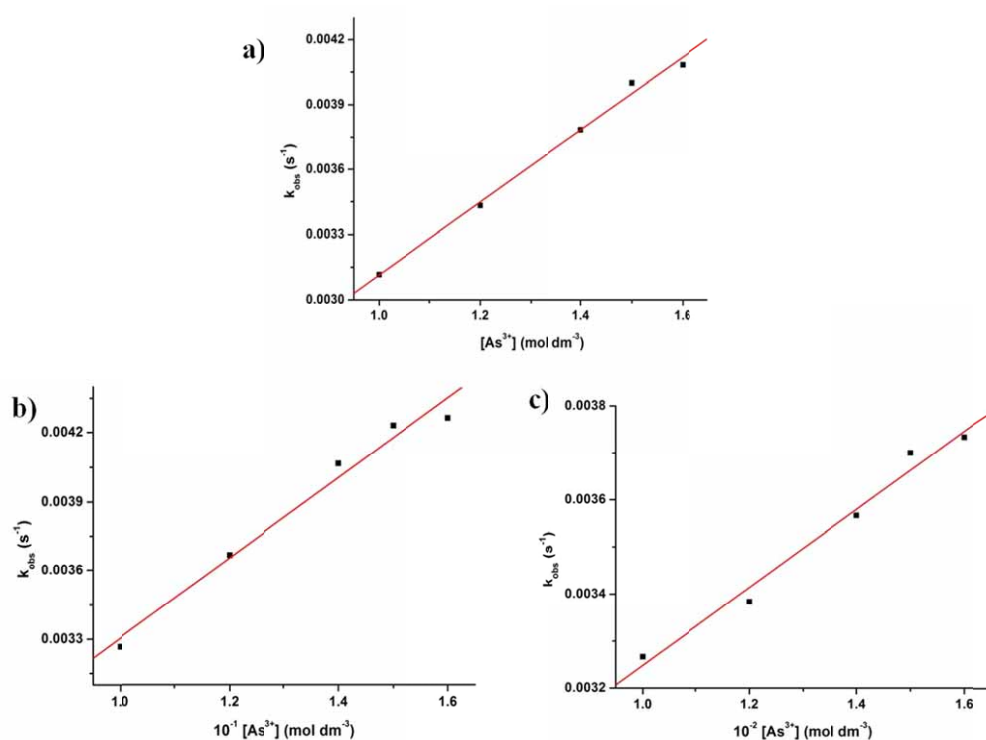 a)
0.0042
0.0039
0.0036
0.0033
0.0030
k_obs (s⁻¹)
1.0 1.2 1.4 1.6
[As³⁺] (mol dm⁻³)
b)
0.0042
0.0039
0.0036
0.0033
k_obs (s⁻¹)
1.0 1.2 1.4 1.6
10⁻¹ [As³⁺] (mol dm⁻³)
c)
0.0038
0.0036
0.0034
0.0032
k_obs (s⁻¹)
1.0 1.2 1.4 1.6
10⁻² [As³⁺] (mol dm⁻³)